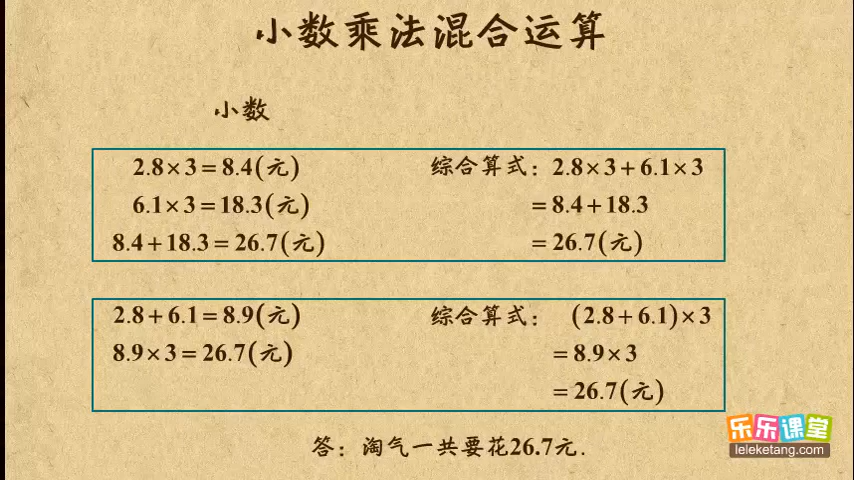 小数乘法混合运算
小数
2.8×3=8.4(元)
6.1×3=18.3(元)
8.4+18.3=26.7(元)
综合算式：2.8×3+6.1×3
=8.4+18.3
=26.7(元)
2.8+6.1=8.9(元)
8.9×3=26.7(元)
综合算式： (2.8+6.1)×3
=8.9×3
=26.7(元)
答：淘气一共要花26.7元.
乐乐课堂
leleketang.com